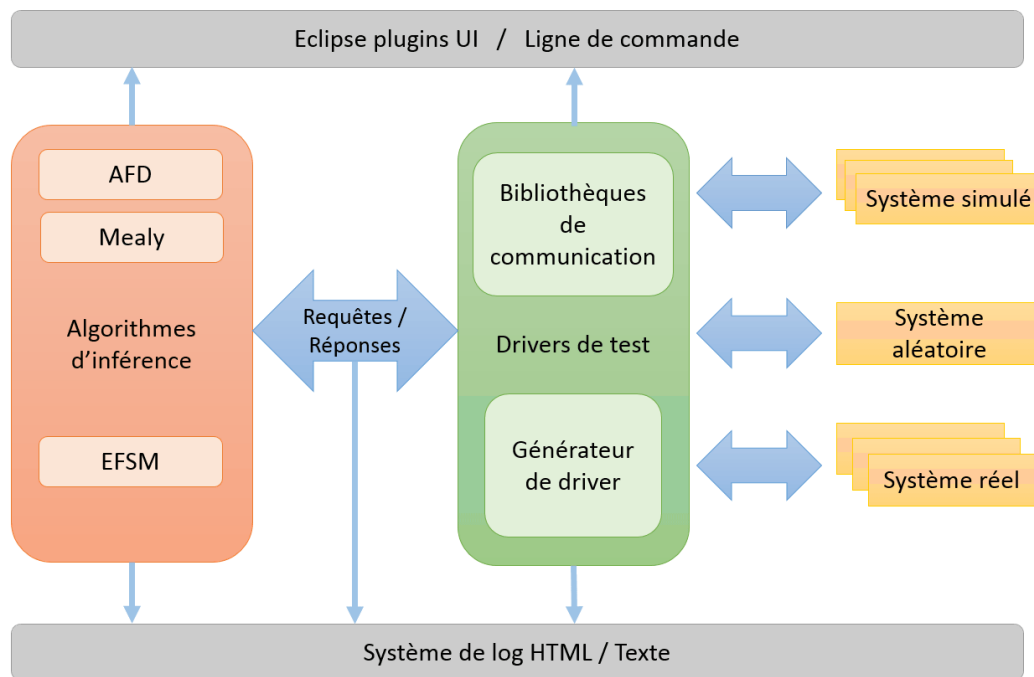 Eclipse plugins UI / Ligne de commande
AFD
Mealy
Algorithmes
d'inférence
EFSM
Requêtes /
Réponses
Bibliothèques
de
communication
Drivers de test
Générateur
de driver
Système simulé
Système
aléatoire
Système réel
Système de log HTML / Texte